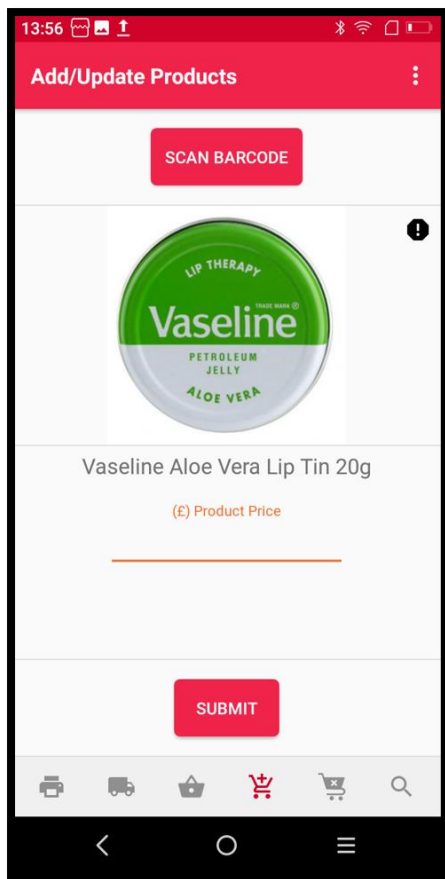 13:56
Add/Update Products
SCAN BARCODE
LIP THERAPY
TRADE MARK ®
Vaseline
PETROLEUM
JELLY
ALOE VERA
Vaseline Aloe Vera Lip Tin 20g
(£) Product Price
SUBMIT